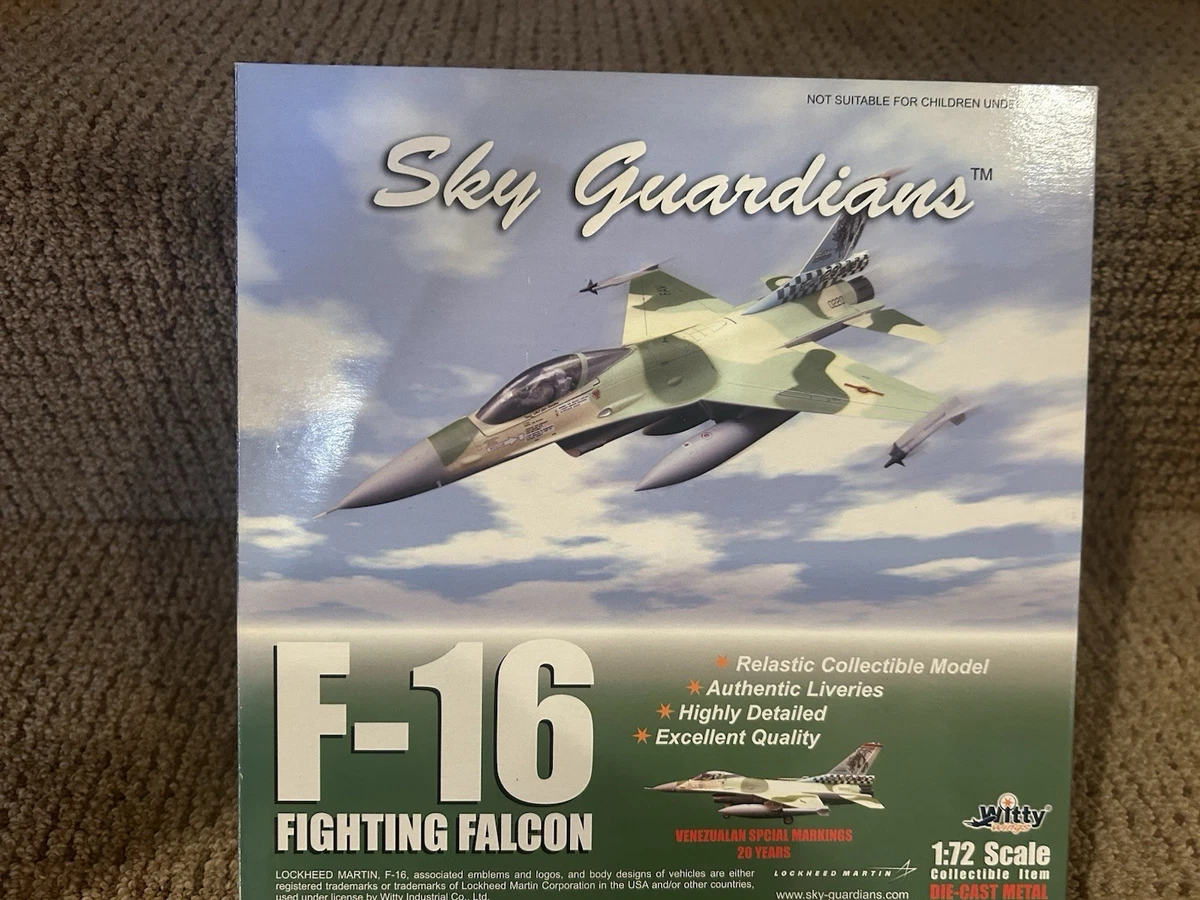 NOT SUITABLE FOR CHILDREN
Sky Guardians™
0220
F-16
FIGHTING FALCON
Relastic Collectible Model
Authentic Liveries
Highly Detailed
Excellent Quality
VENEZUALAN SPCIAL MARKINGS
20 YEARS
Witty®
Wings
1:72 Scale
Collectible Item
DIE-CAST METAL
LOCKHEED MARTIN
www.sky-guardians.com
LOCKHEED MARTIN, F-16, associated emblems and logos, and body designs of vehicles are either
registered trademarks or trademarks of Lockheed Martin Corporation in the USA and/or other countries,
used under license by Witty Industrial Co., Ltd.